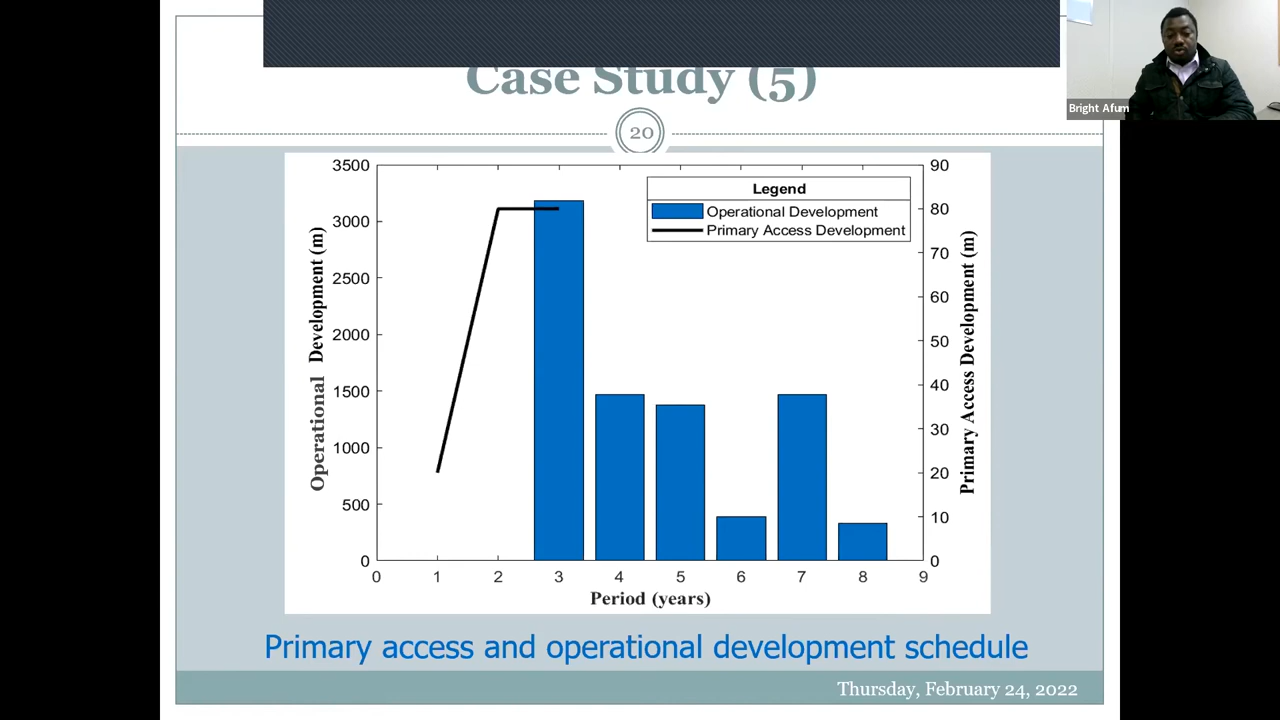 Bright Afum
Case Study (5)
20
3500
3000
2500
2000
1500
1000
500
0
Operational Development (m)
90
80
70
60
50
40
30
20
10
0
Primary Access Development (m)
Legend
Operational Development
Primary Access Development
0 1 2 3 4 5 6 7 8 9
Period (years)
Primary access and operational development schedule
Thursday, February 24, 2022